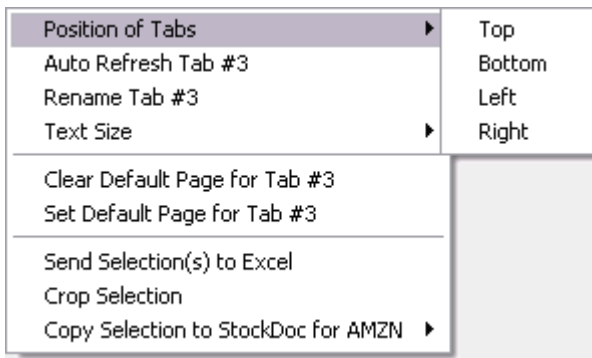 Position of Tabs
Auto Refresh Tab #3
Rename Tab #3
Text Size
Clear Default Page for Tab #3
Set Default Page for Tab #3
Send Selection(s) to Excel
Crop Selection
Copy Selection to StockDoc for AMZN
Top
Bottom
Left
Right